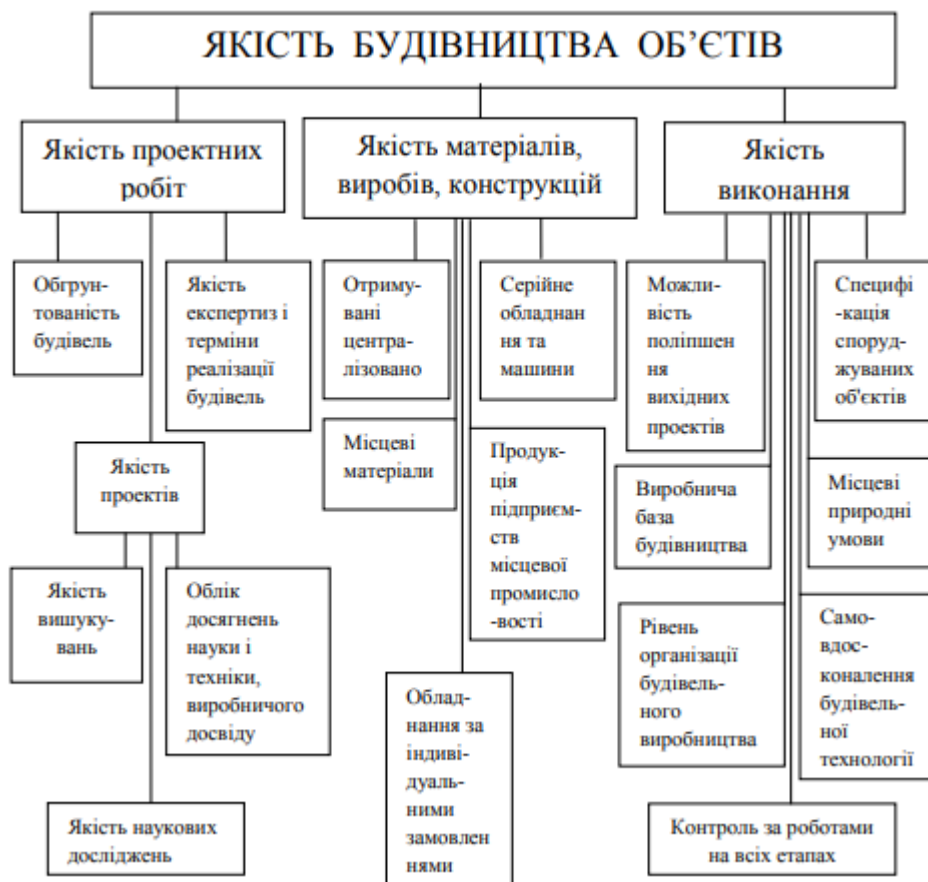 ЯКІСТЬ БУДІВНИЦТВА ОБ’ЄТІВ
Якість проектних
робіт
Якість матеріалів,
виробів, конструкцій
Якість
виконання
Обгрун-
тованість
будівель
Якість
експертиз і
терміни
реалізації
будівель
Отриму-
вані
центра-
лізовано
Серійне
обладнан
ня та
машини
Можли-
вість
поліпшен
ня
вихідних
проектів
Специфі
-кація
споруд-
жуваних
об'єктів
Якість
проектів
Місцеві
матеріали
Продук-
ція
підприєм-
ств
місцевої
промисло
-вості
Виробнича
база
будівництва
Місцеві
природні
умови
Якість
вишуку-
вань
Облік
досягнень
науки і
техніки,
виробничого
досвіду
Рівень
організації
будівель-
ного
виробництва
Само-
вдос-
коналення
будівель-
ної
технології
Облад-
нання за
індиві-
дуаль-
ними
замовлен
нями
Якість наукових
досліджень
Контроль за роботами
на всіх етапах